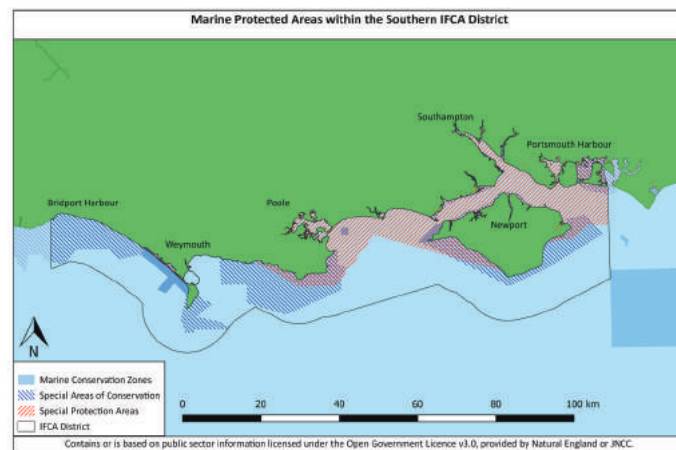 Marine Protected Areas within the Southern IFCA District
Southampton
Portsmouth Harbour
Bridport Harbour
Poole
Newport
Weymouth
N
Marine Conservation Zones
Special Areas of Conservation
Special Protection Areas
IFCA District
0 20 40 60 80 100 km
Contains or is based on public sector information licensed under the Open Government Licence v3.0, provided by Natural England or JNCC.